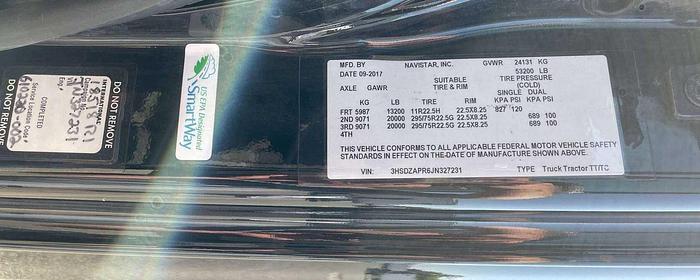 MFD. BY NAVISTAR, INC. GVWR 24131 KG
DATE 09-2017 53200 LB
SUITABLE TIRE PRESSURE
AXLE GAWR TIRE & RIM (COLD)
SINGLE DUAL
KG LB TIRE RIM KPA PSI KPA PSI
FRT 5987 13200 11R22.5H 22.5X8.25 827 120
2ND 9071 20000 295/75R22.5G 22.5X8.25 689 100
3RD 9071 20000 295/75R22.5G 22.5X8.25 689 100
4TH
THIS VEHICLE CONFORMS TO ALL APPLICABLE FEDERAL MOTOR VEHICLE SAFETY
STANDARDS IN EFFECT ON THE DATE OF MANUFACTURE SHOWN ABOVE.
VIN: 3HSDZAPR6JN327231 TYPE Truck Tractor TT/TC
US EPA Designated
SmartWay
DO NOT REMOVE
INTERNATIONAL
JN327231
COMPLETED
Service Location Code
DO NOT REMOVE